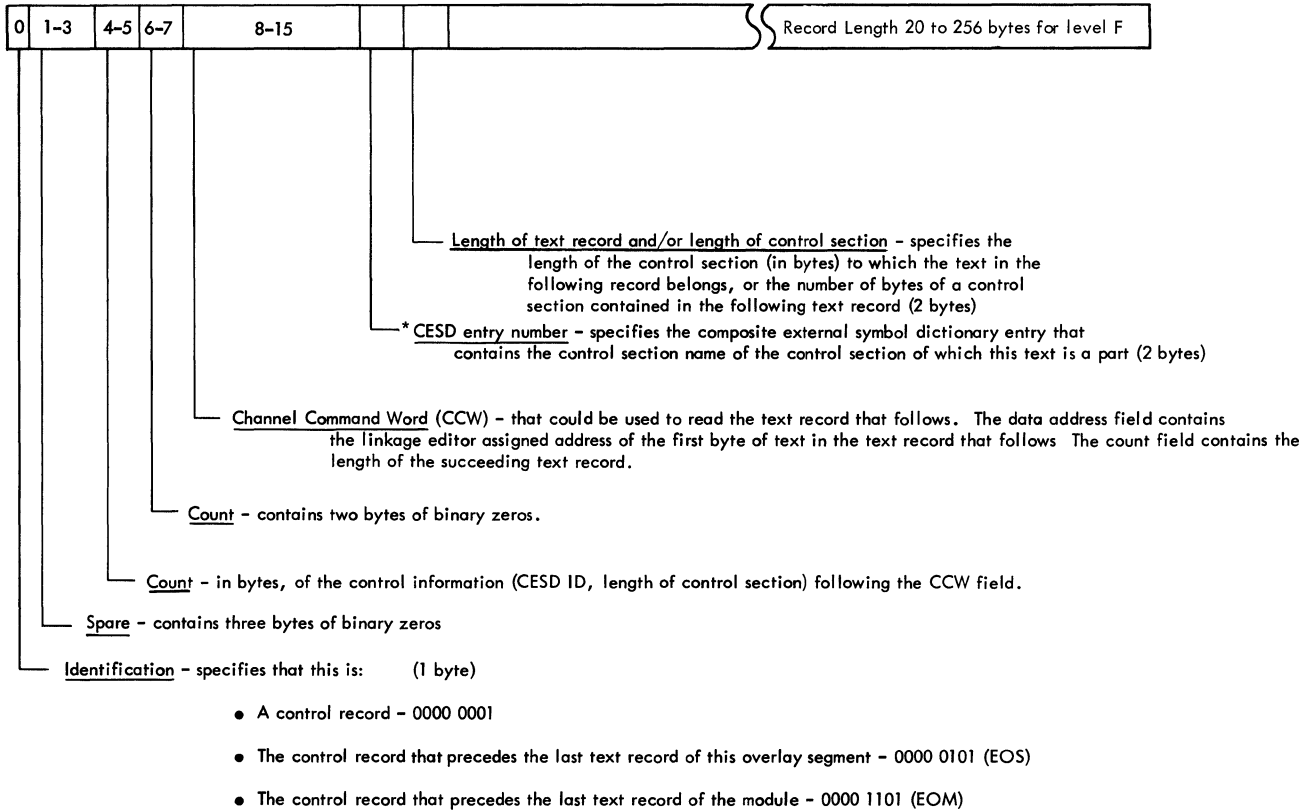 0 1-3 4-5 6-7 8-15 Record Length 20 to 256 bytes for level F
Length of text record and/or length of control section - specifies the
length of the control section (in bytes) to which the text in the
following record belongs, or the number of bytes of a control
section contained in the following text record (2 bytes)
* CESD entry number - specifies the composite external symbol dictionary entry that
contains the control section name of the control section of which this text is a part (2 bytes)
Channel Command Word (CCW) - that could be used to read the text record that follows. The data address field contains
the linkage editor assigned address of the first byte of text in the text record that follows The count field contains the
length of the succeeding text record.
Count - contains two bytes of binary zeros.
Count - in bytes, of the control information (CESD ID, length of control section) following the CCW field.
Spare - contains three bytes of binary zeros
Identification - specifies that this is: (1 byte)
● A control record - 0000 0001
● The control record that precedes the last text record of this overlay segment - 0000 0101 (EOS)
● The control record that precedes the last text record of the module - 0000 1101 (EOM)